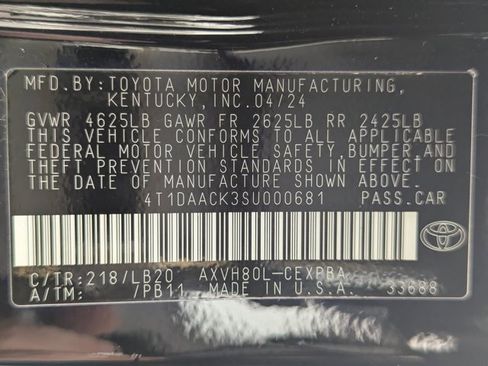 MFD.BY:TOYOTA MOTOR MANUFACTURING,
KENTUCKY,INC.04/24
GVWR 4625LB GAWR FR 2625LB RR 2425LB
THIS VEHICLE CONFORMS TO ALL APPLICABLE
FEDERAL MOTOR VEHICLE SAFETY,BUMPER,AND
THEFT PREVENTION STANDARDS IN EFFECT ON
THE DATE OF MANUFACTURE SHOWN ABOVE.
4T1DAACK3SU000681 PASS.CAR
C/TR:218/LB20 AXVH80L-CEXPBA
A/TM: /PB11 MADE IN U.S.A. 33688